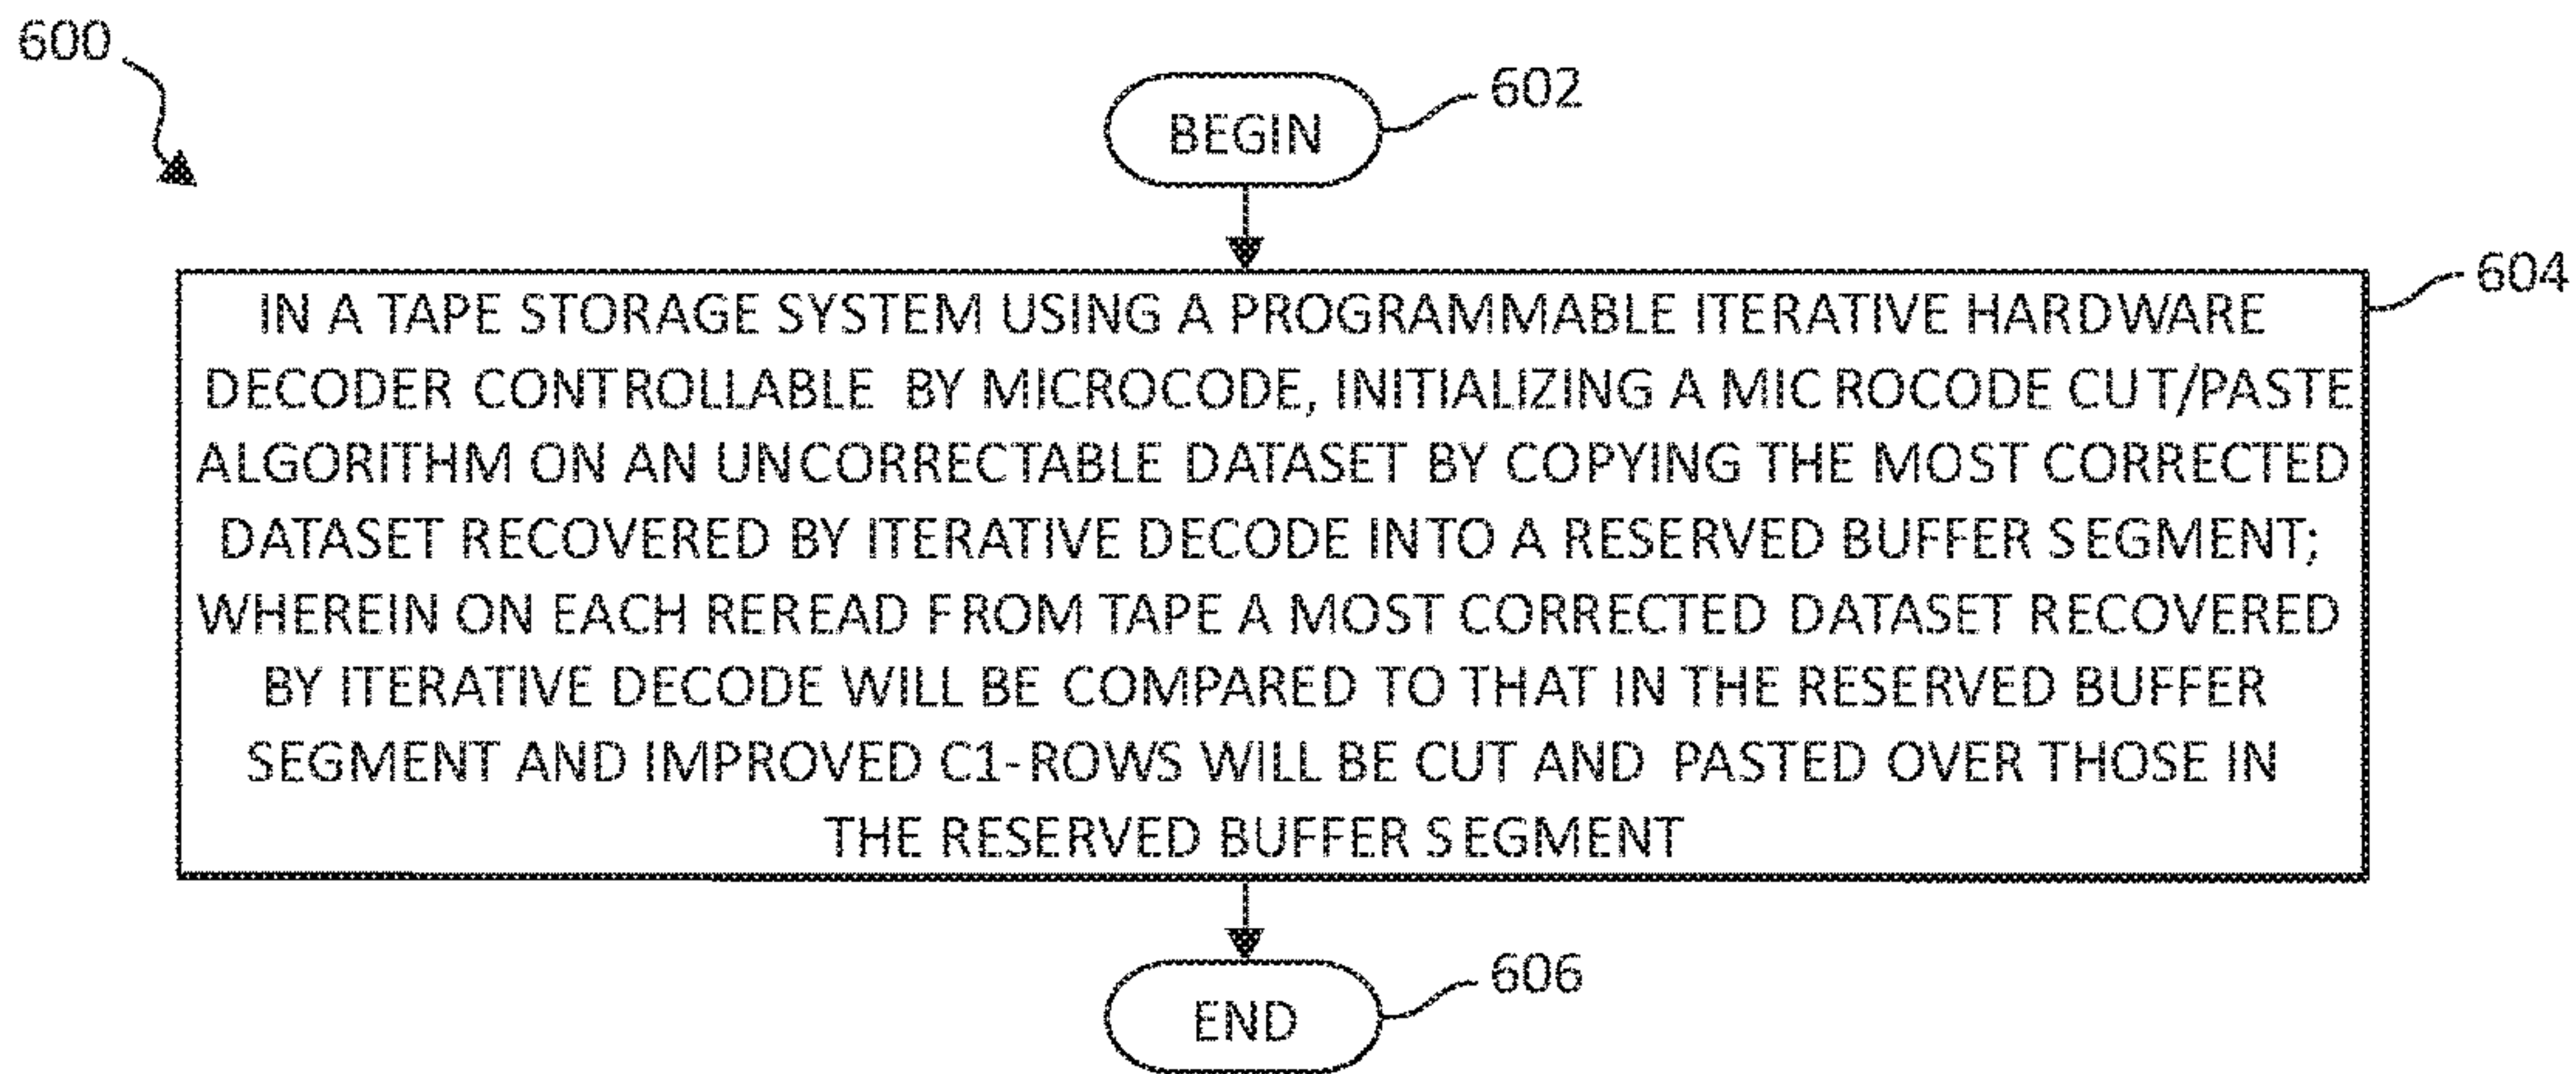 600
BEGIN
602
604
IN A TAPE STORAGE SYSTEM USING A PROGRAMMABLE ITERATIVE HARDWARE
DECODER CONTROLLABLE BY MICROCODE, INITIALIZING A MICROCODE CUT/PASTE
ALGORITHM ON AN UNCORRECTABLE DATASET BY COPYING THE MOST CORRECTED
DATASET RECOVERED BY ITERATIVE DECODE INTO A RESERVED BUFFER SEGMENT;
WHEREIN ON EACH REREAD FROM TAPE A MOST CORRECTED DATASET RECOVERED
BY ITERATIVE DECODE WILL BE COMPARED TO THAT IN THE RESERVED BUFFER
SEGMENT AND IMPROVED C1-ROWS WILL BE CUT AND PASTED OVER THOSE IN
THE RESERVED BUFFER SEGMENT
END
606